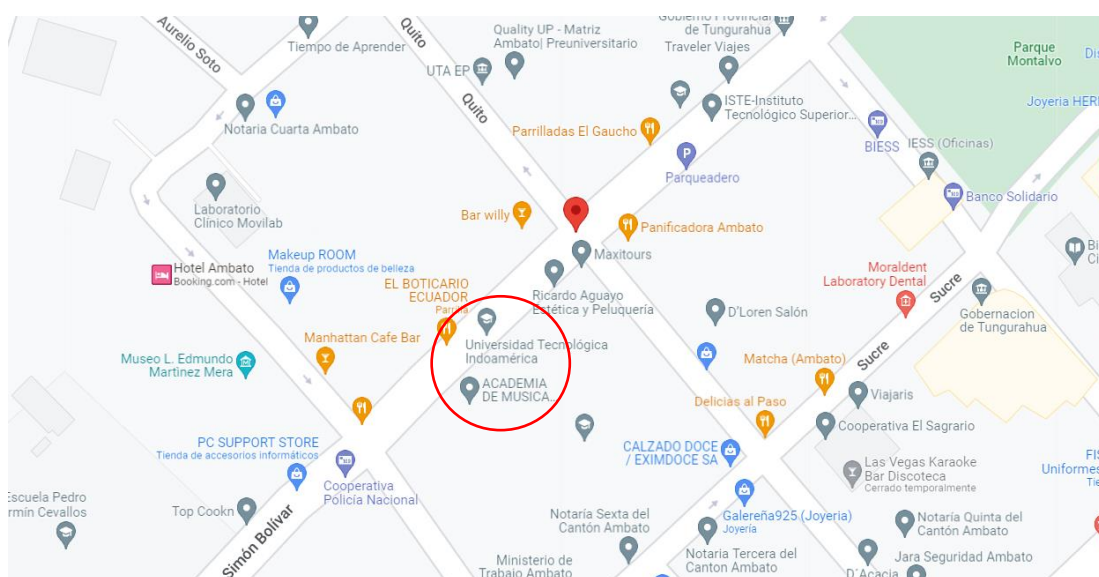 Aurelio Soto
Tiempo de Aprender
Quito
Quality UP - Matriz
Ambato| Preuniversitario
Gobierno Provincial
de Tungurahua
Traveler Viajes
Parque
Montalvo
UTA EP
Quito
ISTE-Instituto
Tecnológico Superior...
Joyeria HERI
Notaria Cuarta Ambato
Parrilladas El Gaucho
BIESS
IESS (Oficinas)
P
Parqueadero
Banco Solidario
Laboratorio
Clínico Movilab
Bar willy
Panificadora Ambato
Maxitours
Makeup ROOM
Tienda de productos de belleza
Hotel Ambato
Booking.com - Hotel
EL BOTICARIO
ECUADOR
Parrilla
Ricardo Aguayo
Estética y Peluquería
Moraldent
Laboratory Dental
Sucre
D'Loren Salón
Gobernacion
de Tungurahua
Manhattan Cafe Bar
Universidad Tecnológica
Indoamérica
Museo L. Edmundo
Martìnez Mera
Matcha (Ambato)
Sucre
ACADEMIA
DE MUSICA...
Viajaris
Delicias al Paso
Cooperativa El Sagrario
PC SUPPORT STORE
Tienda de accesorios informáticos
CALZADO DOCE
/ EXIMDOCE SA
Las Vegas Karaoke
Bar Discoteca
Cerrado temporalmente
Uniformes
Cooperativa
Policía Nacional
Escuela Pedro
rmín Cevallos
Top Cookn
Simón Bolívar
Notaría Sexta del
Cantón Ambato
Galereña925 (Joyeria)
Joyería
Notaría Quinta del
Cantón Ambato
Ministerio de
Trabajo Ambato
Notaria Tercera del
Canton Ambato
Jara Seguridad Ambato
D´Acacia